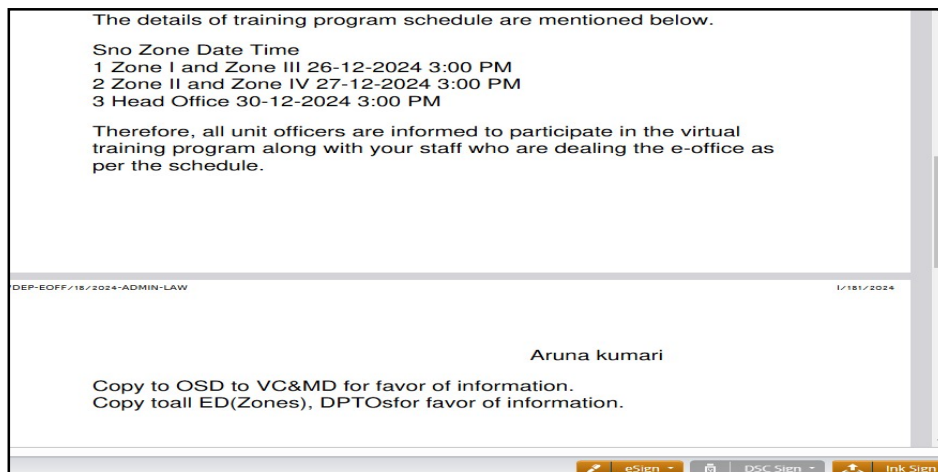 The details of training program schedule are mentioned below.
Sno Zone Date Time
1 Zone I and Zone III 26-12-2024 3:00 PM
2 Zone II and Zone IV 27-12-2024 3:00 PM
3 Head Office 30-12-2024 3:00 PM
Therefore, all unit officers are informed to participate in the virtual
training program along with your staff who are dealing the e-office as
per the schedule.
DEP-EOFF/18/2024-ADMIN-LAW I/181/2024
Aruna kumari
Copy to OSD to VC&MD for favor of information.
Copy toall ED(Zones), DPTOsfor favor of information.
eSign DSC Sign Ink Sign